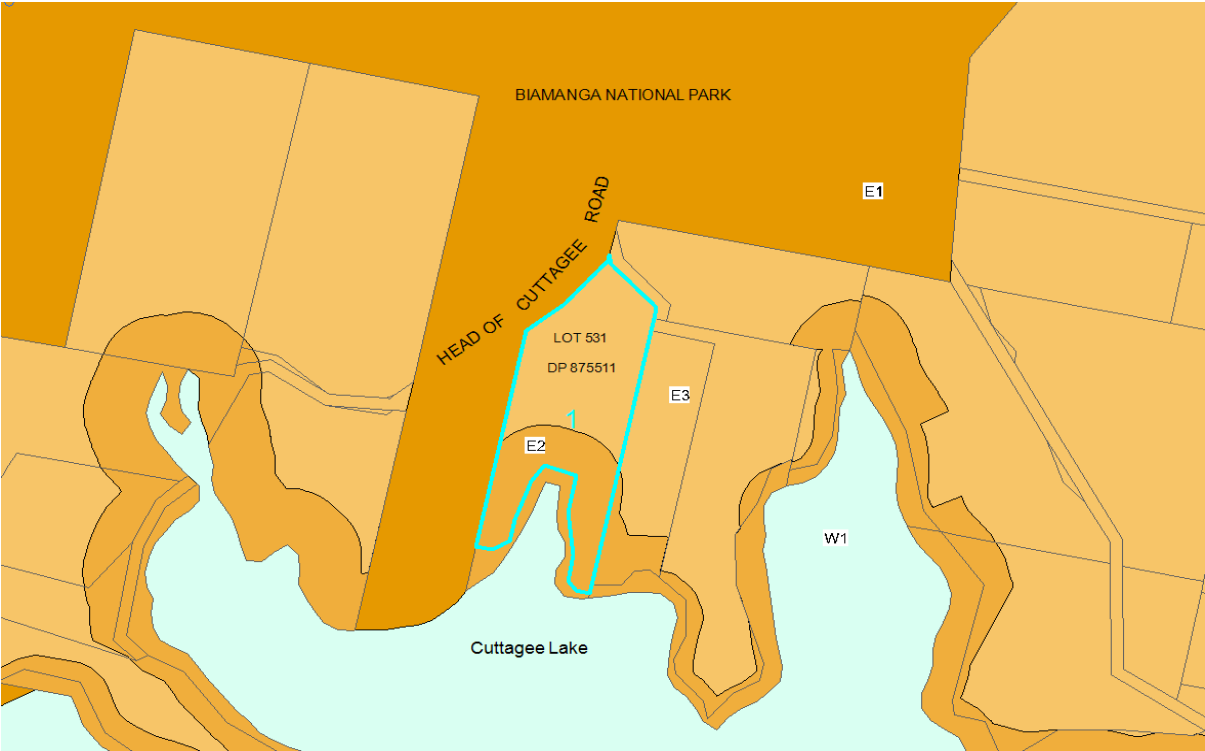 BIAMANGA NATIONAL PARK
E1
HEAD OF CUTTAGEE ROAD
LOT 531
DP 875511
E3
1
E2
W1
Cuttagee Lake